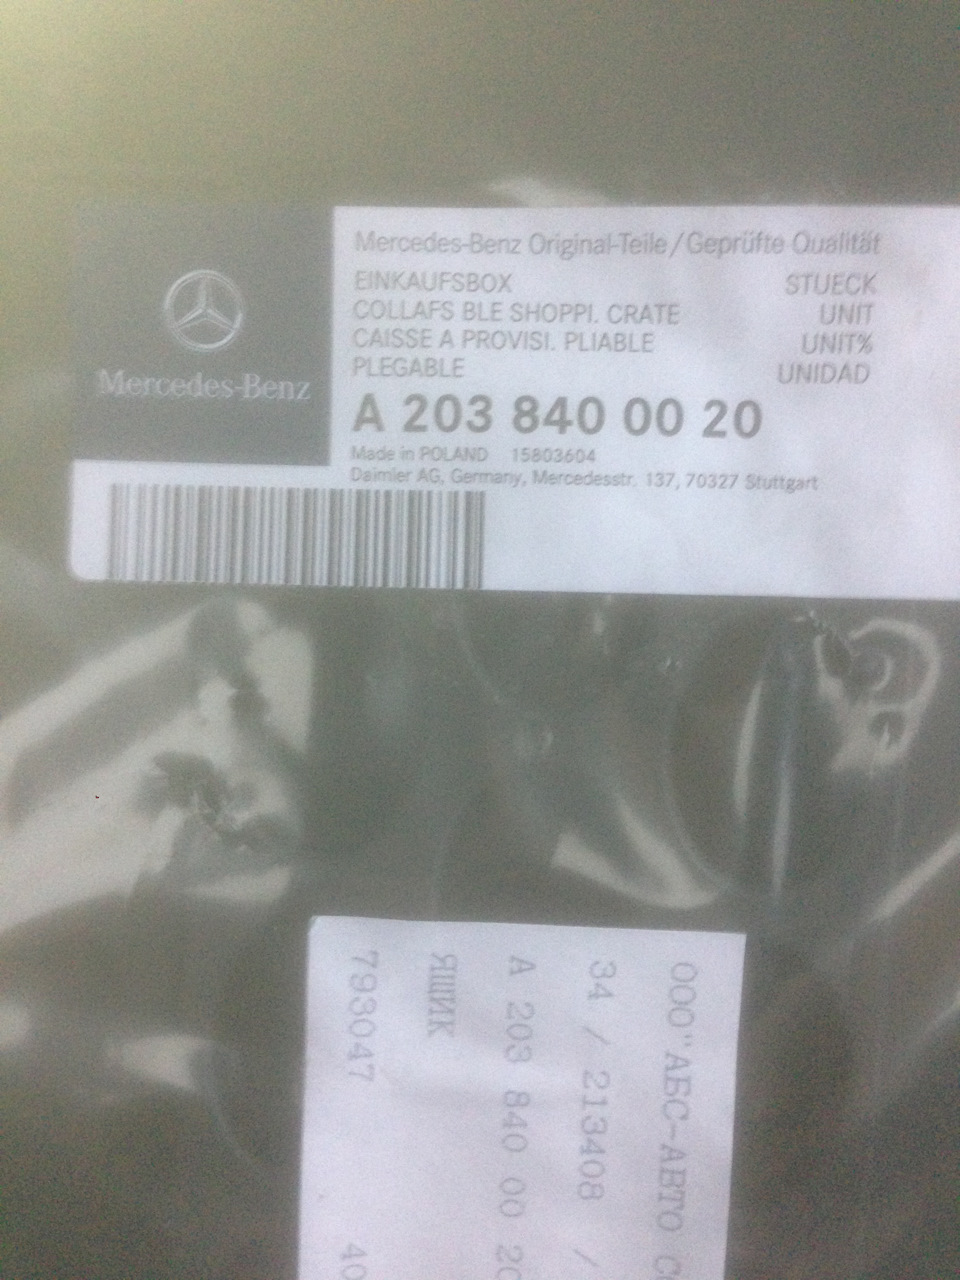 Mercedes-Benz
Mercedes-Benz Original-Teile/Geprüfte Qualität
EINKAUFSBOX STUECK
COLLAFS BLE SHOPPI. CRATE UNIT
CAISSE A PROVISI. PLIABLE UNIT%
PLEGABLE UNIDAD
A 203 840 00 20
Made in POLAND 15803604
Daimler AG, Germany, Mercedesstr. 137, 70327 Stuttgart
ООО"АБС-АВТО С
34 / 213408 /
А 203 840 00 20
ЯЩИК
793047 40